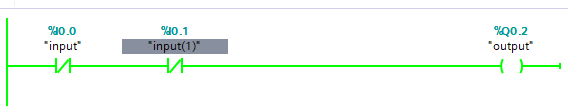 %I0.0 %I0.1 %Q0.2
"input" "input(1)" "output"